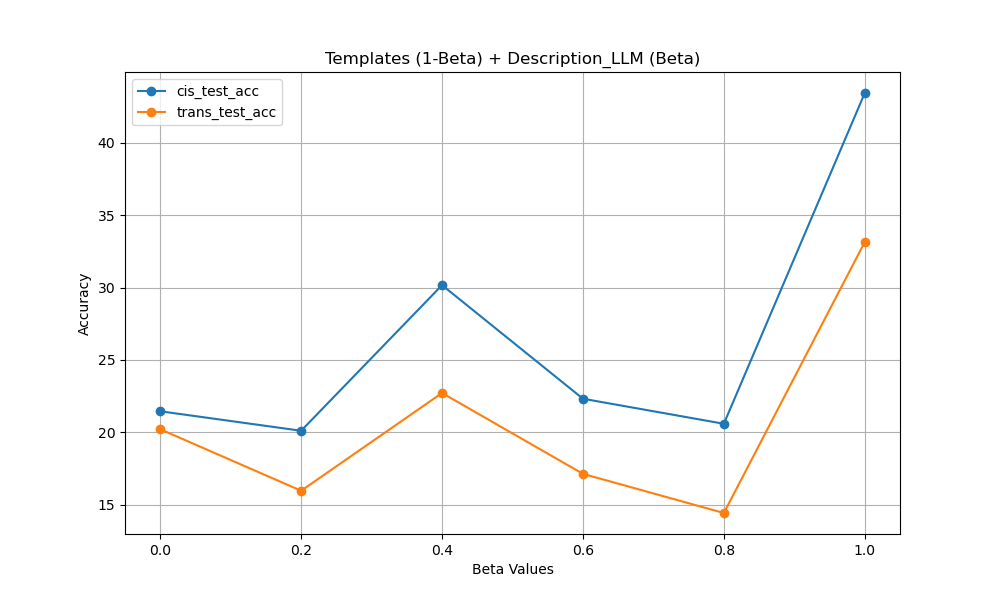 Templates (1-Beta) + Description_LLM (Beta)
cis_test_acc
trans_test_acc
Accuracy
40
35
30
25
20
15
0.0 0.2 0.4 0.6 0.8 1.0
Beta Values